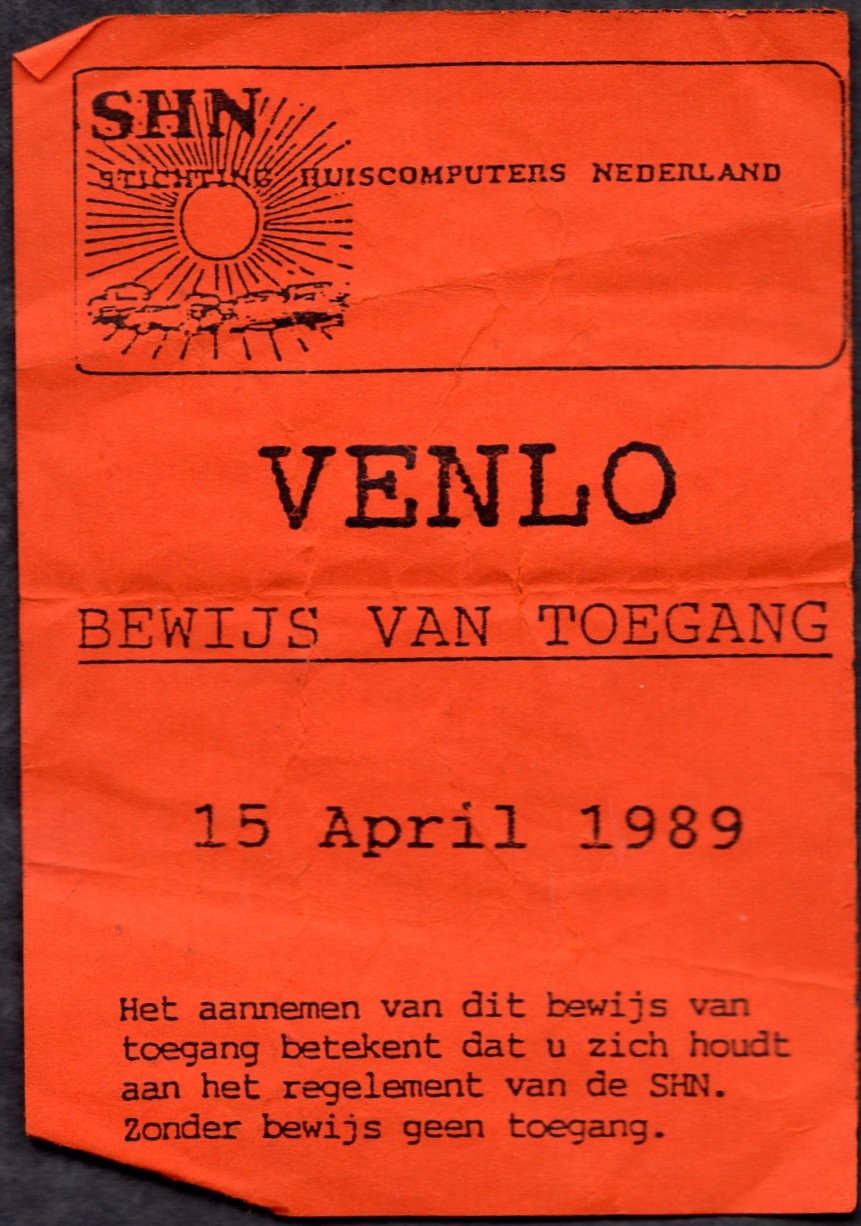 SHN
STICHTING HUISCOMPUTERS NEDERLAND
VENLO
BEWIJS VAN TOEGANG
15 April 1989
Het aannemen van dit bewijs van
toegang betekent dat u zich houdt
aan het regelement van de SHN.
Zonder bewijs geen toegang.